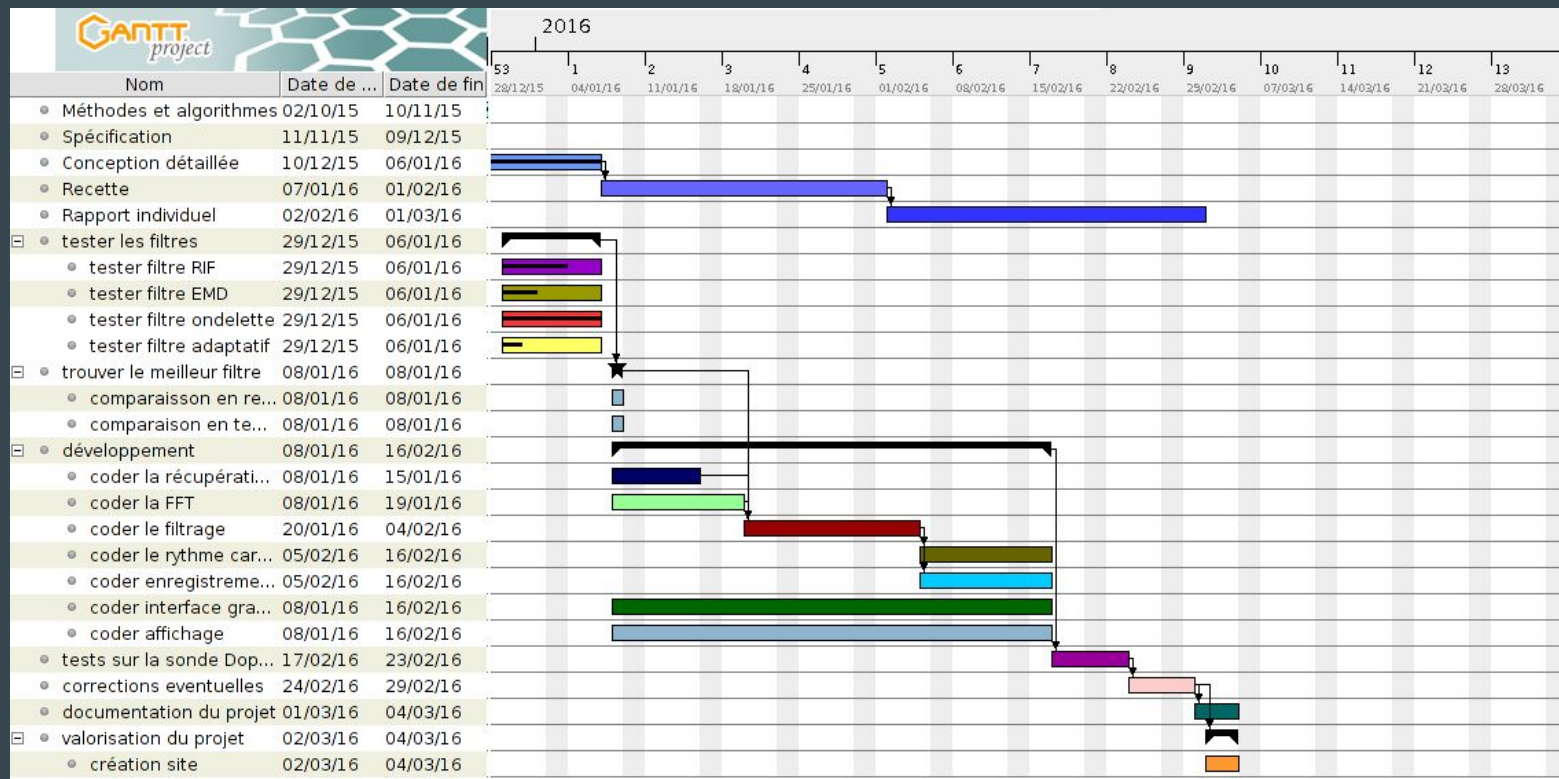 GANTT
project
2016
53 1 2 3 4 5 6 7 8 9 10 11 12 13
Nom Date de ... Date de fin 28/12/15 04/01/16 11/01/16 18/01/16 25/01/16 01/02/16 08/02/16 15/02/16 22/02/16 29/02/16 07/03/16 14/03/16 21/03/16 28/03/16
Méthodes et algorithmes 02/10/15 10/11/15
Spécification 11/11/15 09/12/15
Conception détaillée 10/12/15 06/01/16
Recette 07/01/16 01/02/16
Rapport individuel 02/02/16 01/03/16
tester les filtres 29/12/15 06/01/16
tester filtre RIF 29/12/15 06/01/16
tester filtre EMD 29/12/15 06/01/16
tester filtre ondelette 29/12/15 06/01/16
tester filtre adaptatif 29/12/15 06/01/16
trouver le meilleur filtre 08/01/16 08/01/16
comparaisson en re... 08/01/16 08/01/16
comparaison en te... 08/01/16 08/01/16
développement 08/01/16 16/02/16
coder la récupérati... 08/01/16 15/01/16
coder la FFT 08/01/16 19/01/16
coder le filtrage 20/01/16 04/02/16
coder le rythme car... 05/02/16 16/02/16
coder enregistreme... 05/02/16 16/02/16
coder interface gra... 08/01/16 16/02/16
coder affichage 08/01/16 16/02/16
tests sur la sonde Dop... 17/02/16 23/02/16
corrections eventuelles 24/02/16 29/02/16
documentation du projet 01/03/16 04/03/16
valorisation du projet 02/03/16 04/03/16
création site 02/03/16 04/03/16